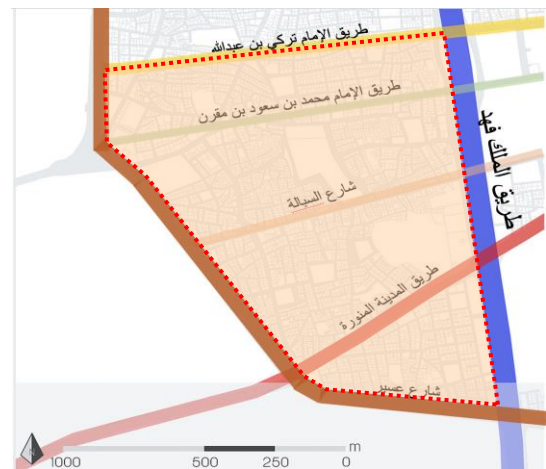 طريق الإمام تركي بن عبدالله
طريق الإمام محمد بن سعود بن مقرن
طريق الملك فهد
شارع السبالة
طريق المدينة المنورة
شارع عسير
N
1000 500 250 0 m